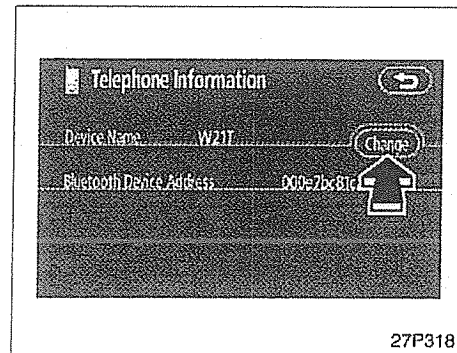 Telephone Information
Device Name W21T Change
Bluetooth Device Address
27P318